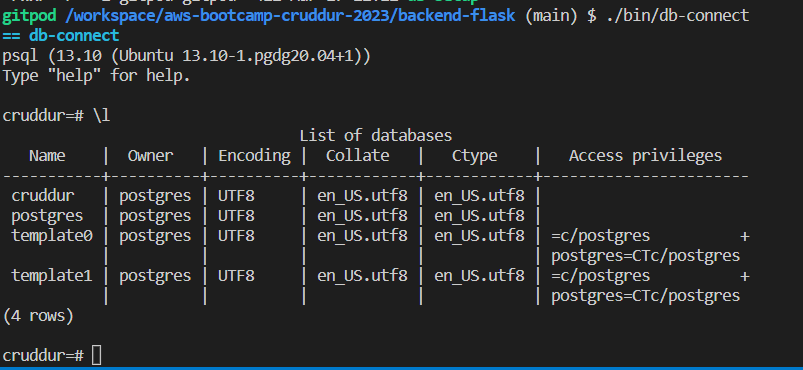 gitpod /workspace/aws-bootcamp-cruddur-2023/backend-flask (main) $ ./bin/db-connect
== db-connect
psql (13.10 (Ubuntu 13.10-1.pgdg20.04+1))
Type "help" for help.

cruddur=# \l
                                 List of databases
   Name    |  Owner   | Encoding |  Collate   |   Ctype    |   Access privileges
-----------+----------+----------+------------+------------+-----------------------
 cruddur   | postgres | UTF8     | en_US.utf8 | en_US.utf8 |
 postgres  | postgres | UTF8     | en_US.utf8 | en_US.utf8 |
 template0 | postgres | UTF8     | en_US.utf8 | en_US.utf8 | =c/postgres          +
           |          |          |            |            | postgres=CTc/postgres
 template1 | postgres | UTF8     | en_US.utf8 | en_US.utf8 | =c/postgres          +
           |          |          |            |            | postgres=CTc/postgres
(4 rows)

cruddur=#